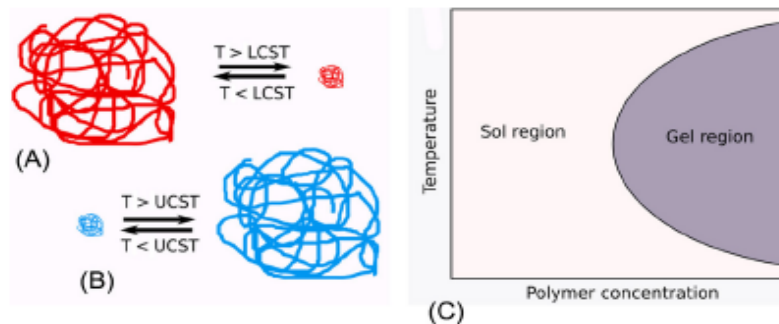 T > LCST
T < LCST
(A)
T > UCST
T < UCST
(B)
Temperature
Sol region
Gel region
Polymer concentration
(C)